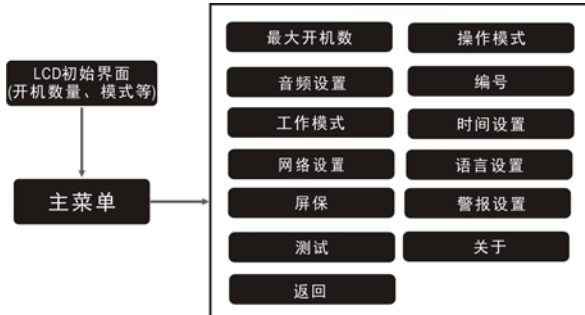 LCD初始界面
(开机数量、模式等)
主菜单
最大开机数
操作模式
音频设置
编号
工作模式
时间设置
网络设置
语言设置
屏保
警报设置
测试
关于
返回